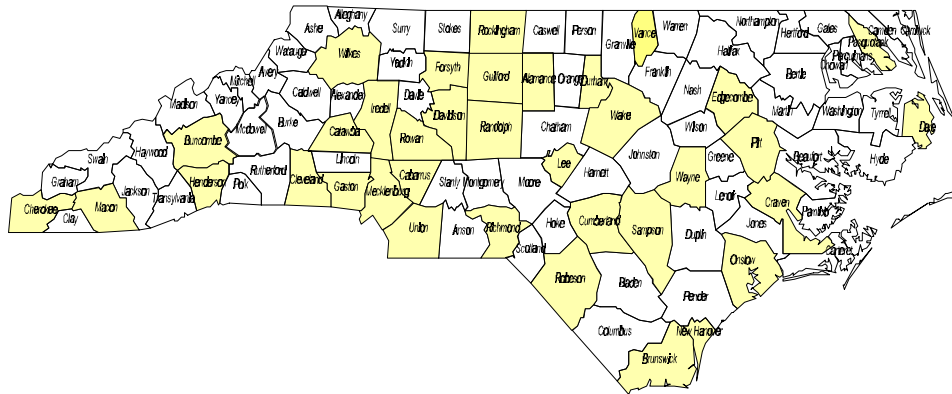 Alleghany
Ashe
Surry
Stokes
Rockingham
Caswell
Person
Granville
Vance
Warren
Northampton
Hertford
Gates
Camden
Currituck
Pasquotank
Perquimans
Chowan
Halifax
Watauga
Wilkes
Yadkin
Forsyth
Guilford
Alamance
Orange
Durham
Franklin
Nash
Edgecombe
Bertie
Martin
Washington
Tyrrell
Dare
Mitchell
Avery
Caldwell
Alexander
Iredell
Davie
Davidson
Randolph
Chatham
Wake
Wilson
Pitt
Beaufort
Hyde
Madison
Yancey
McDowell
Burke
Catawba
Rowan
Johnston
Greene
Swain
Haywood
Buncombe
Rutherford
Lincoln
Cabarrus
Stanly
Montgomery
Moore
Lee
Harnett
Wayne
Lenoir
Craven
Pamlico
Graham
Jackson
Transylvania
Henderson
Polk
Cleveland
Gaston
Mecklenburg
Cherokee
Clay
Macon
Union
Anson
Richmond
Scotland
Hoke
Cumberland
Sampson
Duplin
Jones
Carteret
Onslow
Robeson
Bladen
Pender
Columbus
New Hanover
Brunswick